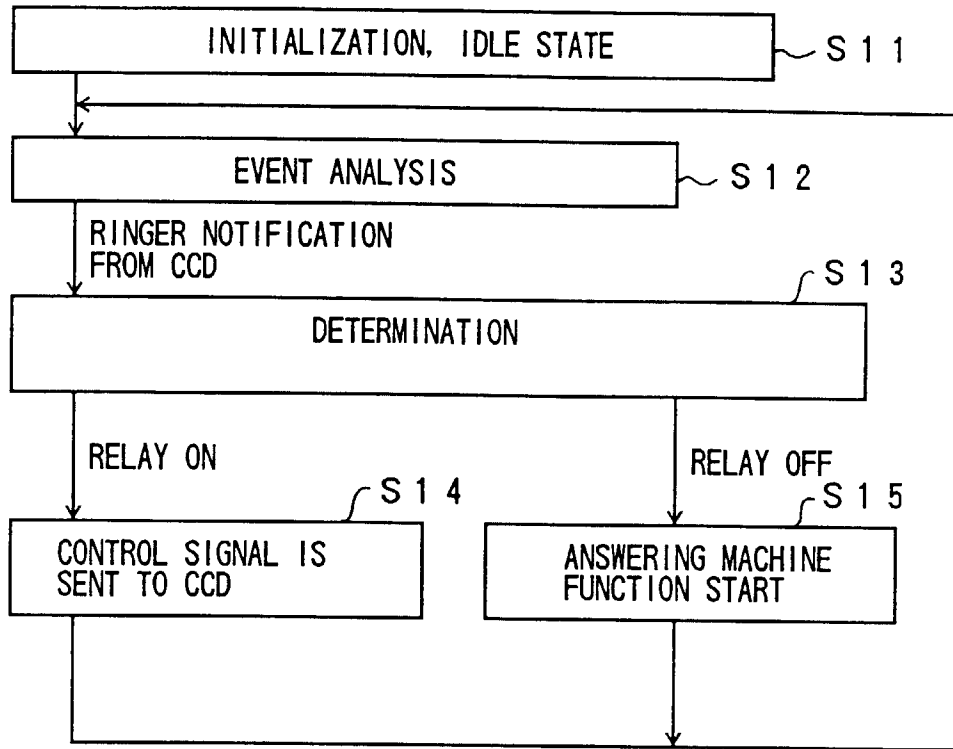 INITIALIZATION, IDLE STATE
S11
EVENT ANALYSIS
S12
RINGER NOTIFICATION
FROM CCD
S13
DETERMINATION
RELAY ON
RELAY OFF
S14
S15
CONTROL SIGNAL IS
SENT TO CCD
ANSWERING MACHINE
FUNCTION START